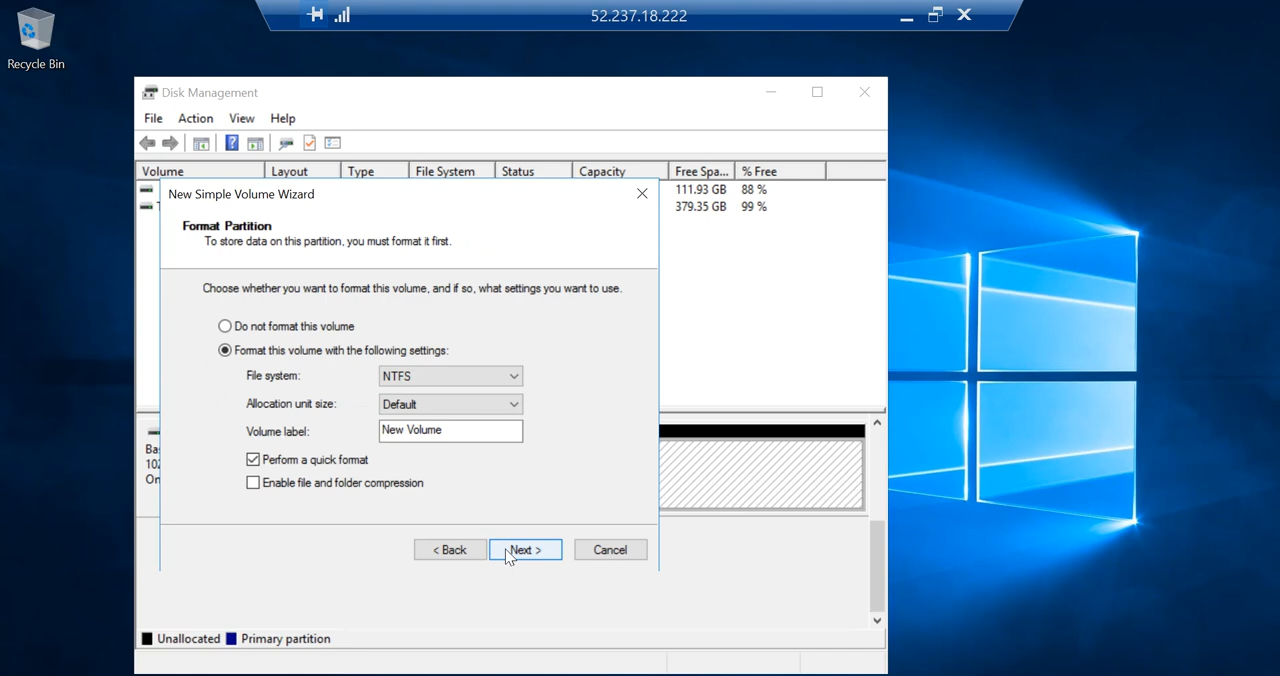 52.237.18.222
Recycle Bin
Disk Management
File Action View Help
Volume Layout Type File System Status Capacity Free Spa... % Free
111.93 GB 88 %
379.35 GB 99 %
New Simple Volume Wizard
Format Partition
To store data on this partition, you must format it first.
Choose whether you want to format this volume, and if so, what settings you want to use.
Do not format this volume
Format this volume with the following settings:
File system: NTFS
Allocation unit size: Default
Volume label: New Volume
Perform a quick format
Enable file and folder compression
Ba
102
On
< Back Next > Cancel
Unallocated Primary partition